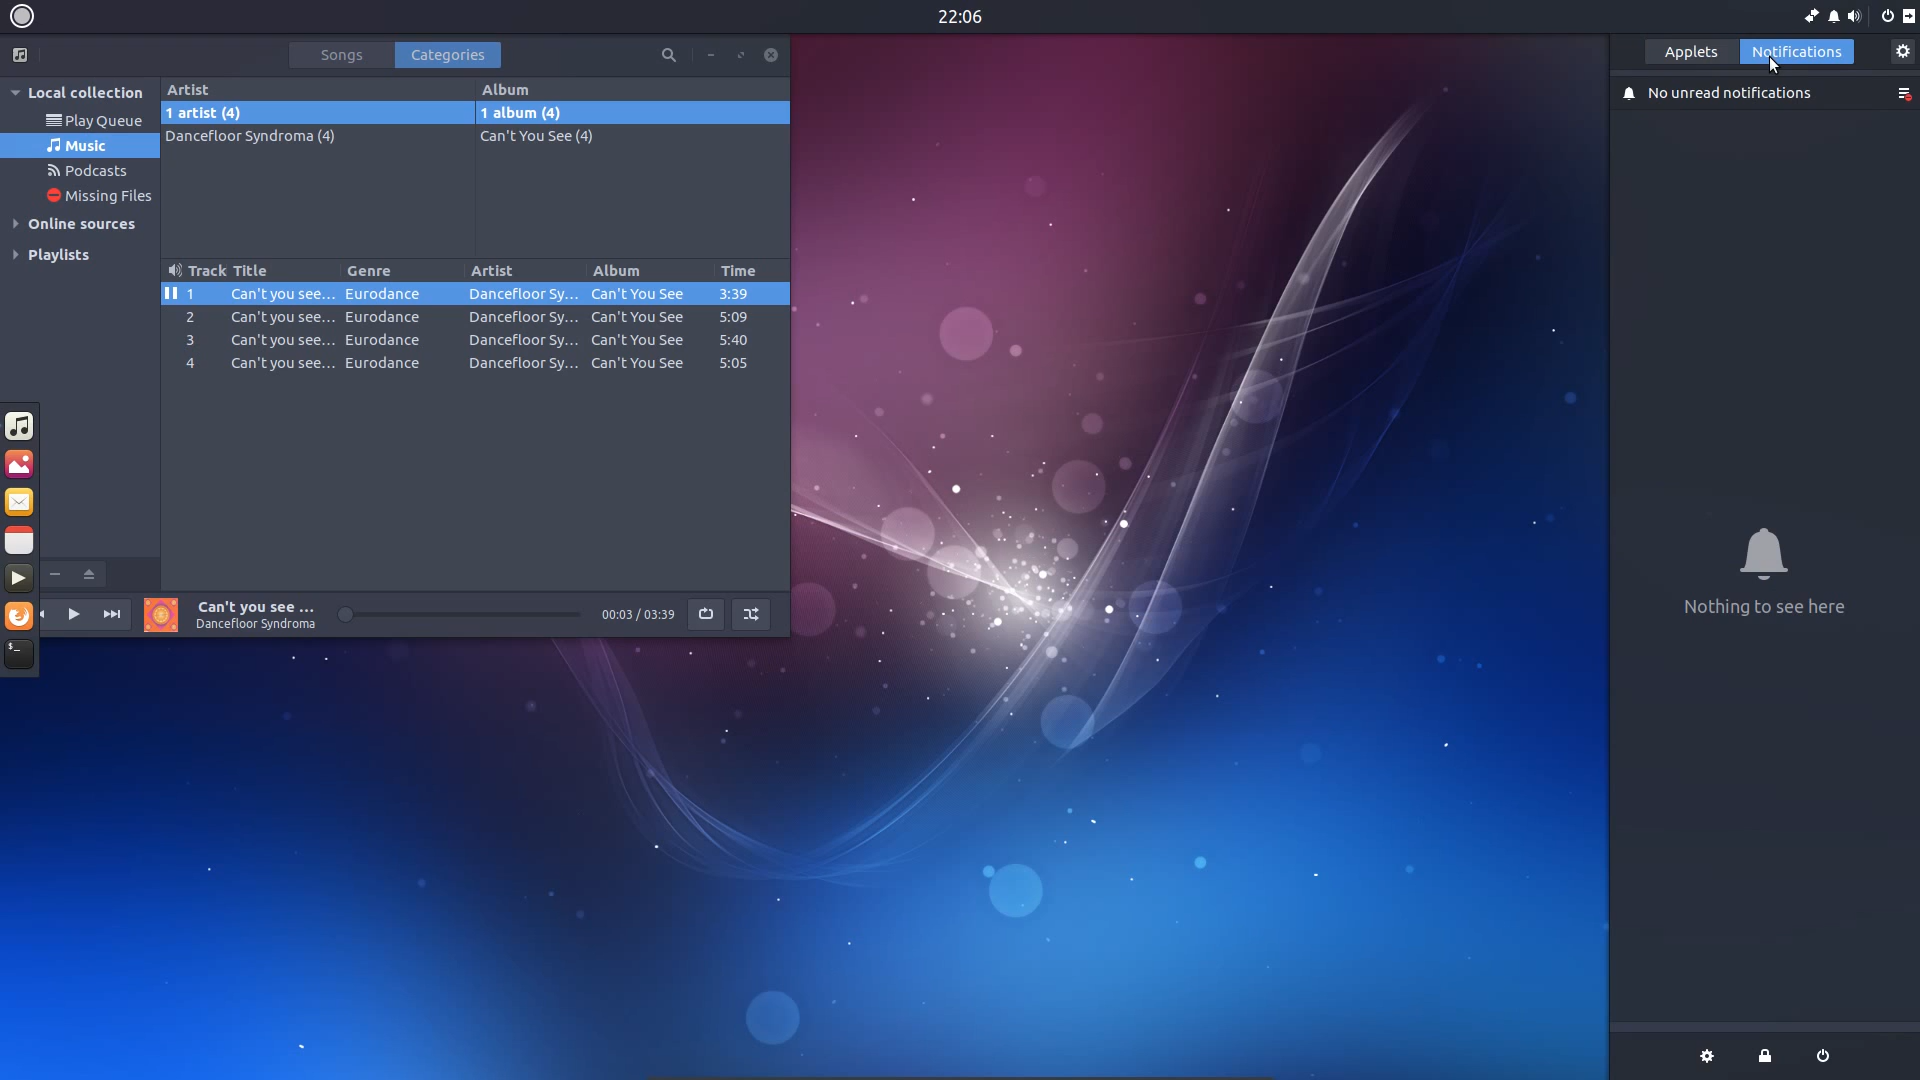 22:06
Songs Categories
Applets Notifications
Local collection
Play Queue
Music
Podcasts
Missing Files
Online sources
Playlists
Artist Album
1 artist (4) 1 album (4)
Dancefloor Syndroma (4) Can't You See (4)
Track Title Genre Artist Album Time
1 Can't you see... Eurodance Dancefloor Sy... Can't You See 3:39
2 Can't you see... Eurodance Dancefloor Sy... Can't You See 5:09
3 Can't you see... Eurodance Dancefloor Sy... Can't You See 5:40
4 Can't you see... Eurodance Dancefloor Sy... Can't You See 5:05
$_
Can't you see ...
Dancefloor Syndroma
00:03 / 03:39
No unread notifications
Nothing to see here